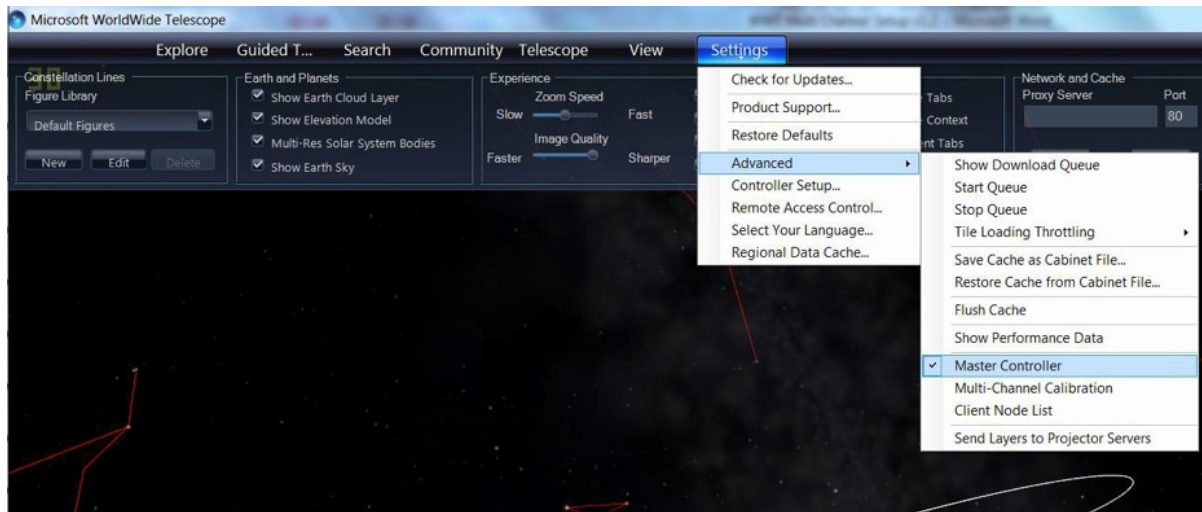 Microsoft WorldWide Telescope
Explore Guided T... Search Community Telescope View Settings
Constellation Lines
Figure Library
Default Figures
New Edit Delete
Earth and Planets
Show Earth Cloud Layer
Show Elevation Model
Multi-Res Solar System Bodies
Show Earth Sky
Experience
Zoom Speed
Slow Fast
Image Quality
Faster Sharper
Check for Updates...
Product Support...
Restore Defaults
Advanced
Controller Setup...
Remote Access Control...
Select Your Language...
Regional Data Cache...
Tabs
Context
Tabs
Network and Cache
Proxy Server Port
80
Show Download Queue
Start Queue
Stop Queue
Tile Loading Throttling
Save Cache as Cabinet File...
Restore Cache from Cabinet File...
Flush Cache
Show Performance Data
Master Controller
Multi-Channel Calibration
Client Node List
Send Layers to Projector Servers